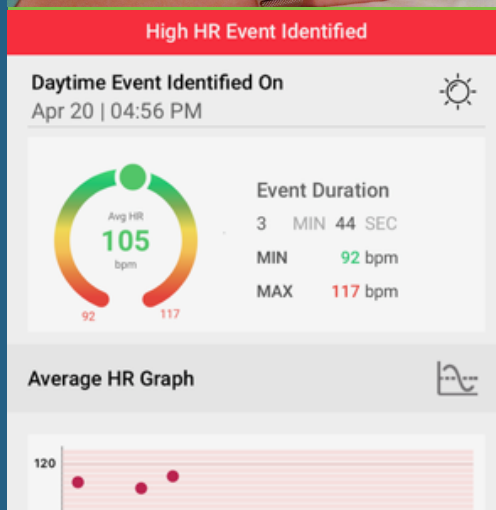 High HR Event Identified
Daytime Event Identified On
Apr 20 | 04:56 PM
Avg HR
105
bpm
92
117
Event Duration
3 MIN 44 SEC
MIN 92 bpm
MAX 117 bpm
Average HR Graph
120